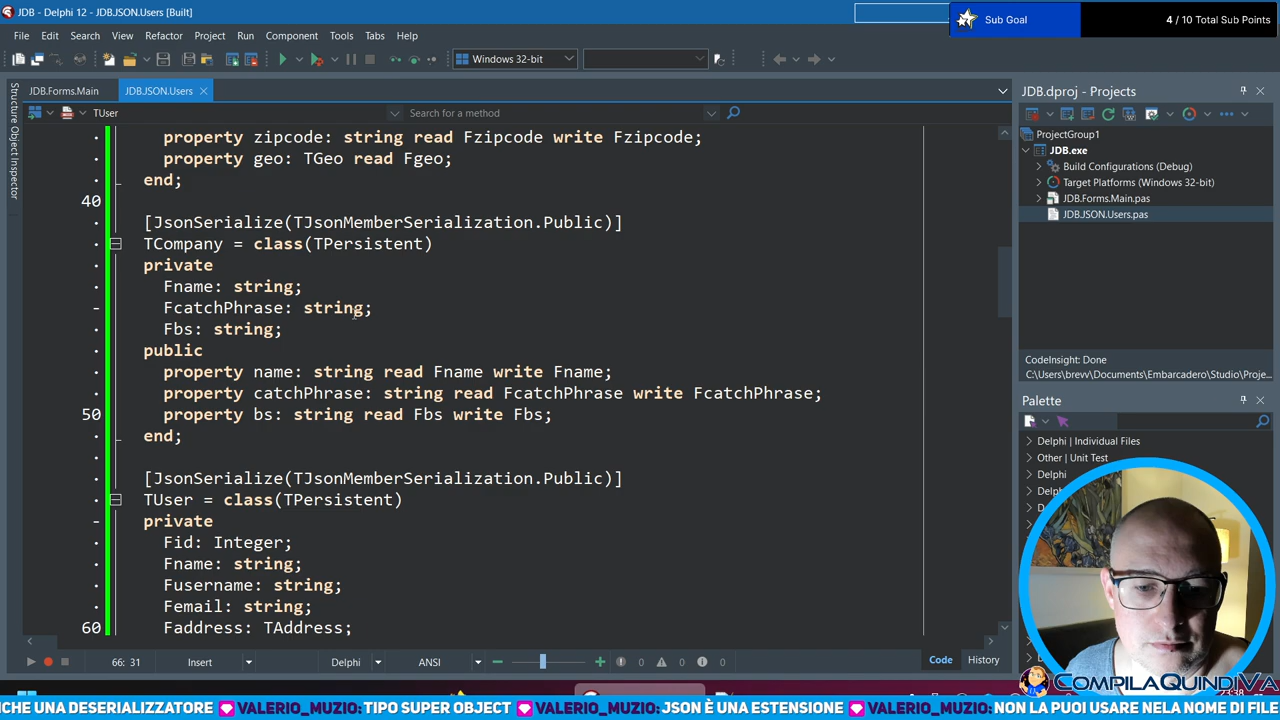 JDB - Delphi 12 - JDB.JSON.Users [Built]
Sub Goal
4 / 10 Total Sub Points
File Edit Search View Refactor Project Run Component Tools Tabs Help
Windows 32-bit
JDB.Forms.Main
JDB.JSON.Users
TUser
Search for a method
Structure Object Inspector
property zipcode: string read Fzipcode write Fzipcode;
property geo: TGeo read Fgeo;
end;
40
[JsonSerialize(TJsonMemberSerialization.Public)]
TCompany = class(TPersistent)
private
Fname: string;
FcatchPhrase: string;
Fbs: string;
public
property name: string read Fname write Fname;
property catchPhrase: string read FcatchPhrase write FcatchPhrase;
50 property bs: string read Fbs write Fbs;
end;
[JsonSerialize(TJsonMemberSerialization.Public)]
TUser = class(TPersistent)
private
Fid: Integer;
Fname: string;
Fusername: string;
Femail: string;
60 Faddress: TAddress;
66: 31
Insert
Delphi
ANSI
0
0
0
Code
History
JDB.dproj - Projects
ProjectGroup1
JDB.exe
Build Configurations (Debug)
Target Platforms (Windows 32-bit)
JDB.Forms.Main.pas
JDB.JSON.Users.pas
CodeInsight: Done
C:\Users\brevv\Documents\Embarcadero\Studio\Proje...
Palette
Delphi | Individual Files
Other | Unit Test
Delphi
COMPILAQUINDIVA
23:38
ICHE UNA DESERIALIZZATORE VALERIO_MUZIO: TIPO SUPER OBJECT VALERIO_MUZIO: JSON È UNA ESTENSIONE VALERIO_MUZIO: NON LA PUOI USARE NELA NOME DI FILE